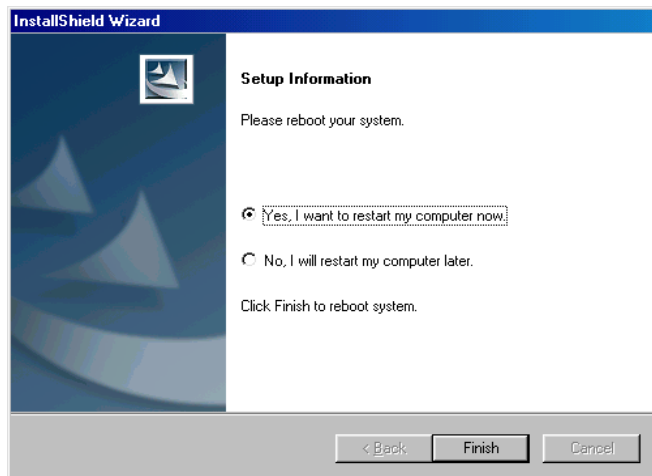 InstallShield Wizard
Setup Information
Please reboot your system.
Yes, I want to restart my computer now.
No, I will restart my computer later.
Click Finish to reboot system.
< Back
Finish
Cancel